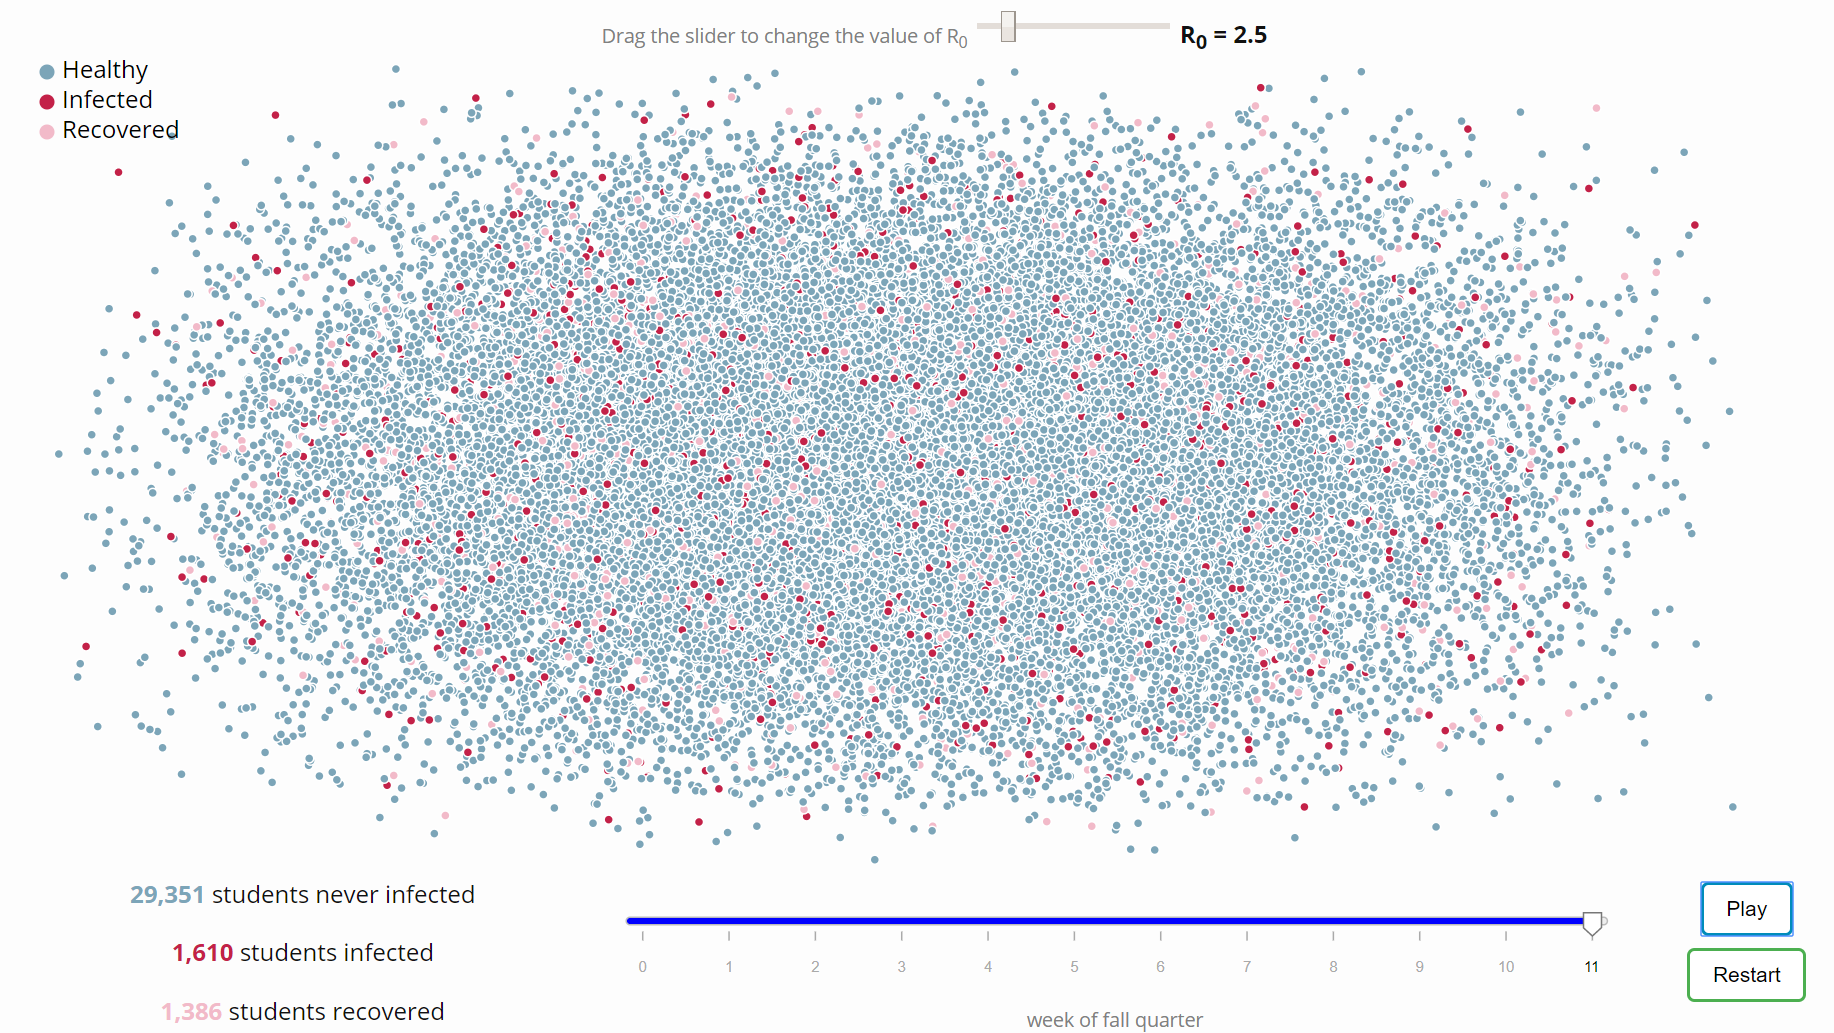 Drag the slider to change the value of R0
R0 = 2.5
Healthy
Infected
Recovered
29,351 students never infected
1,610 students infected
1,386 students recovered
0 1 2 3 4 5 6 7 8 9 10 11
week of fall quarter
Play
Restart